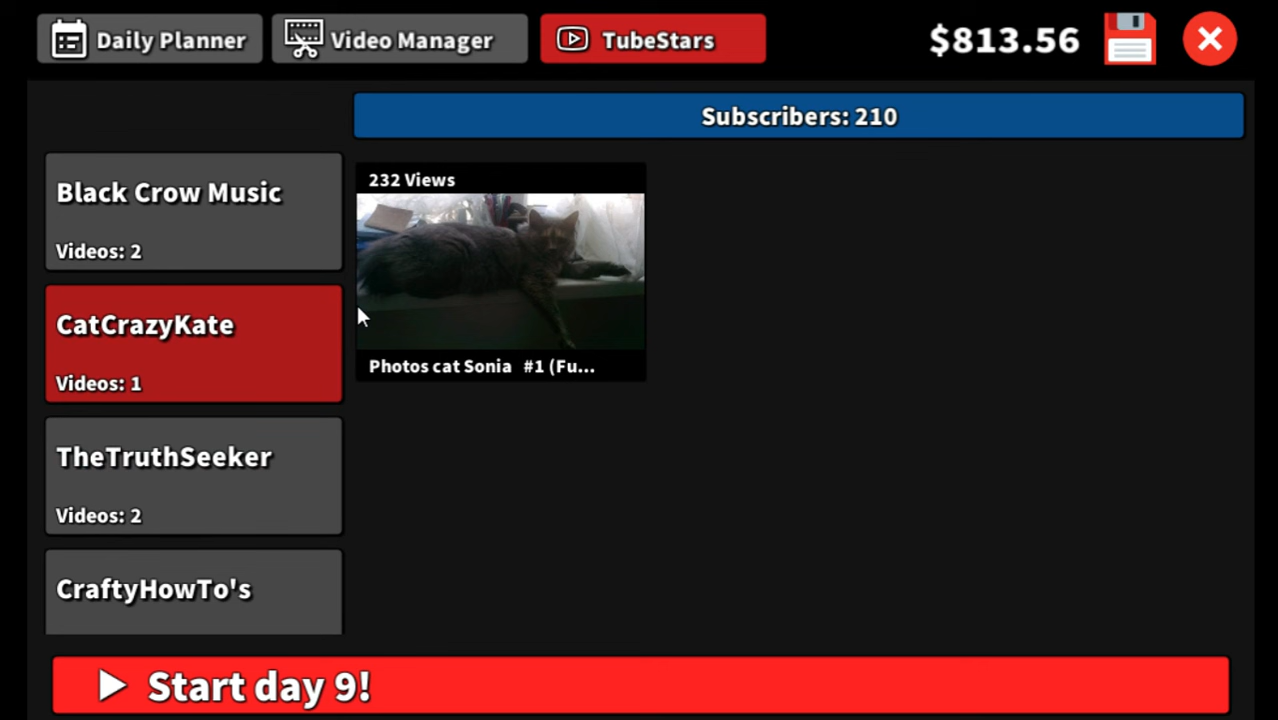 Daily Planner
Video Manager
TubeStars
$813.56
Subscribers: 210
Black Crow Music
Videos: 2
CatCrazyKate
Videos: 1
TheTruthSeeker
Videos: 2
CraftyHowTo's
232 Views
Photos cat Sonia #1 (Fu...
Start day 9!